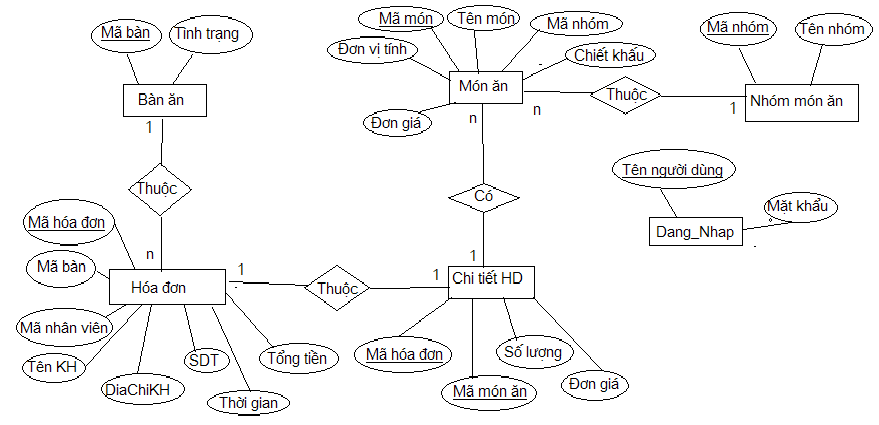 Mã bàn
Tình trạng
Bàn ăn
1
Thuộc
n
Mã món
Tên món
Mã nhóm
Đơn vị tính
Chiết khấu
Món ăn
Đơn giá
n
n
Thuộc
1
Mã nhóm
Tên nhóm
Nhóm món ăn
Có
1
Tên người dùng
Mặt khẩu
Dang_Nhap
Mã hóa đơn
Mã bàn
Hóa đơn
1
Thuộc
1
Chi tiết HD
Mã nhân viên
Tên KH
DiaChiKH
SDT
Thời gian
Tổng tiền
Mã hóa đơn
Mã món ăn
Số lượng
Đơn giá